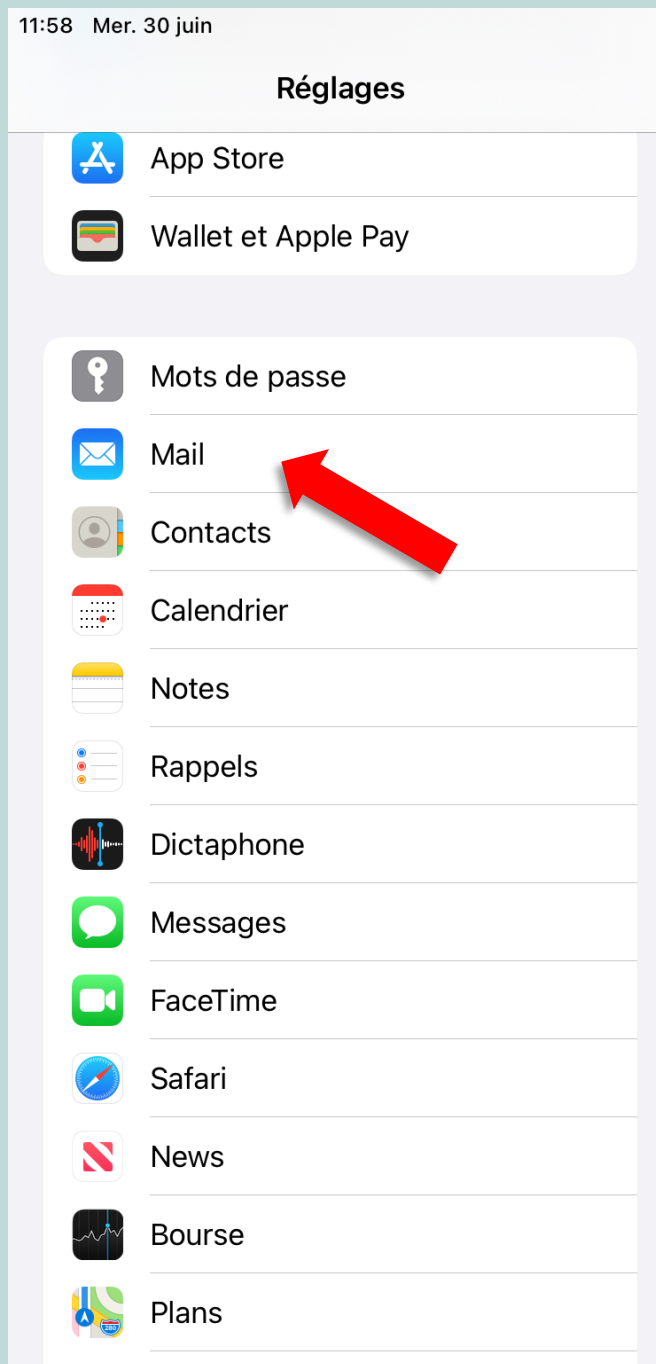 11:58 Mer. 30 juin
Réglages
App Store
Wallet et Apple Pay
Mots de passe
Mail
Contacts
Calendrier
Notes
Rappels
Dictaphone
Messages
FaceTime
Safari
News
Bourse
Plans
280